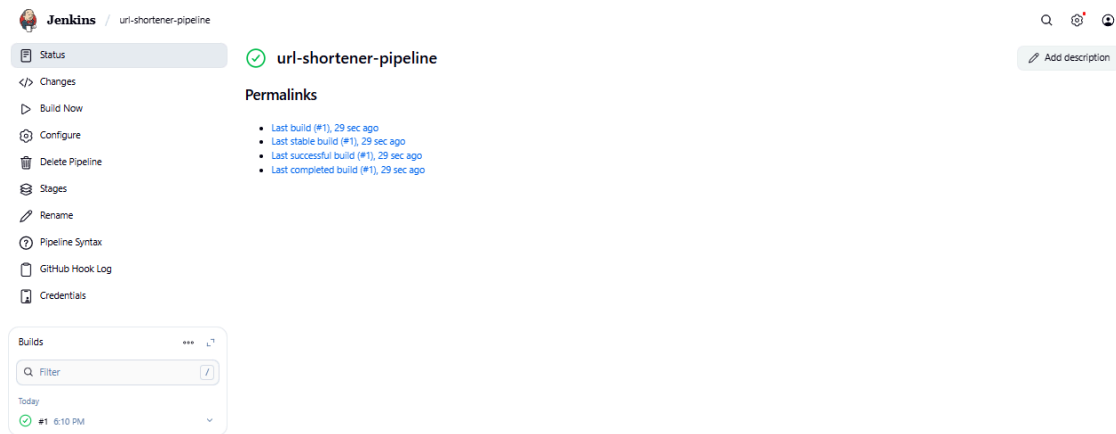 Jenkins / url-shortener-pipeline
Status
Changes
Build Now
Configure
Delete Pipeline
Stages
Rename
Pipeline Syntax
GitHub Hook Log
Credentials
Builds
Filter /
Today
#1 6:10 PM
url-shortener-pipeline
Add description
Permalinks
Last build (#1), 29 sec ago
Last stable build (#1), 29 sec ago
Last successful build (#1), 29 sec ago
Last completed build (#1), 29 sec ago